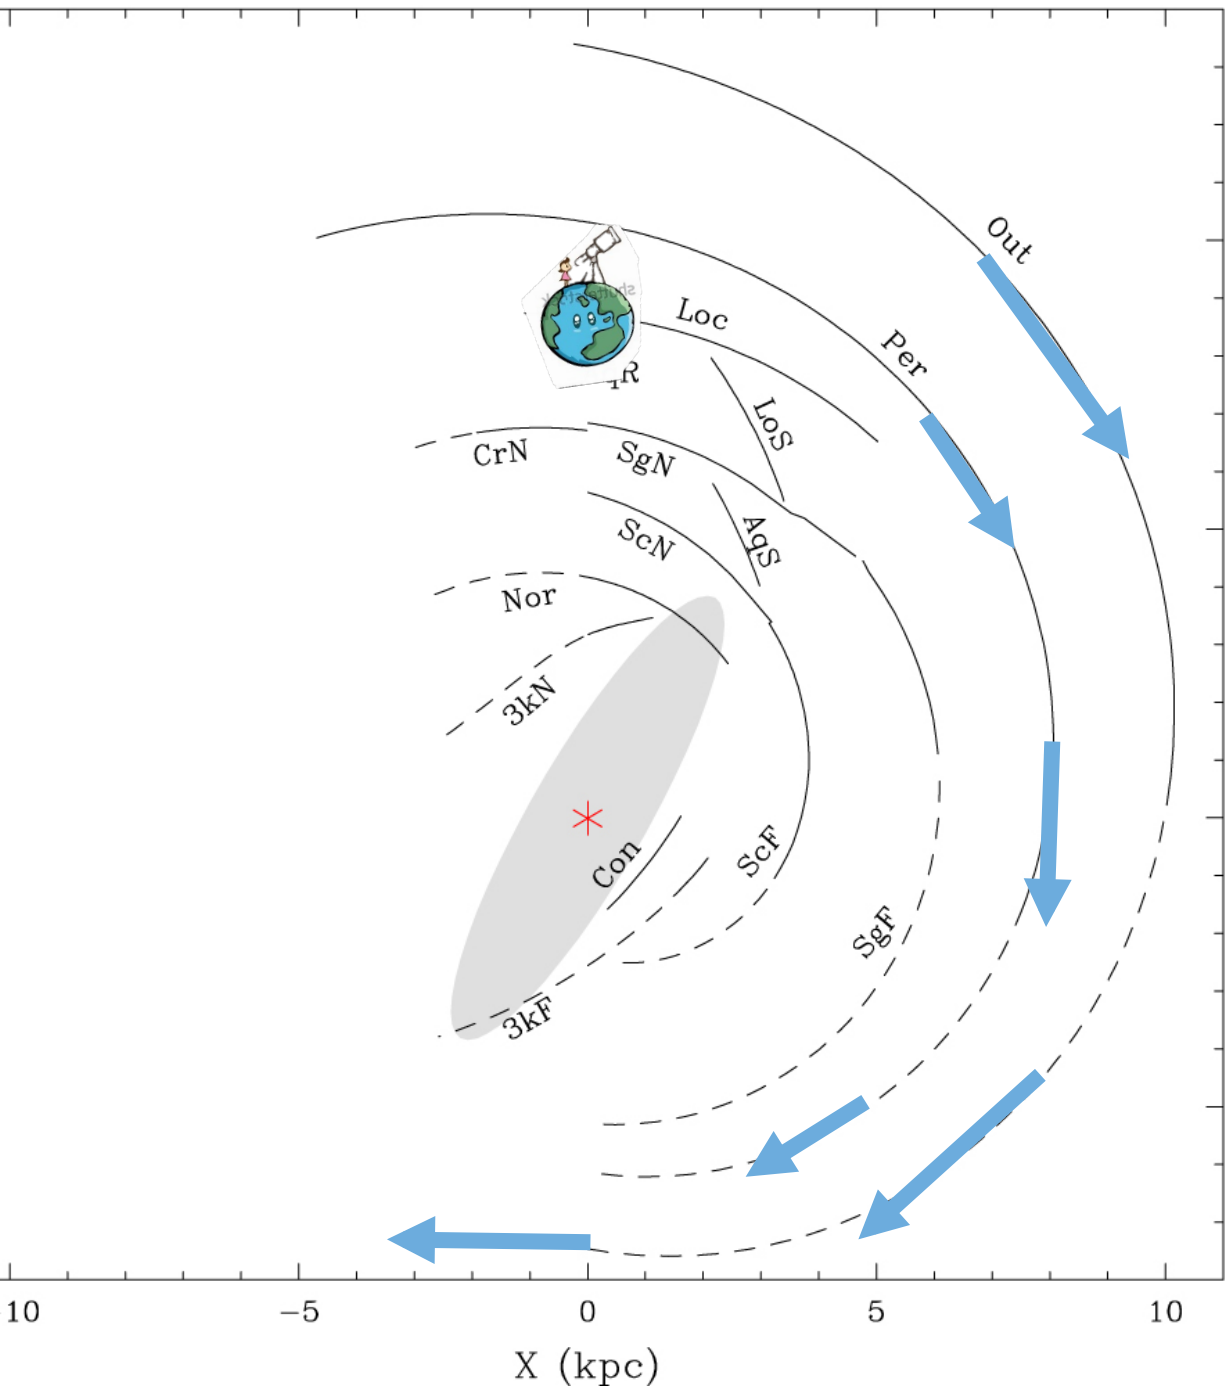 Out
Loc
Per
qR
LoS
CrN
SgN
ScN
AqS
Nor
3kN
Con
ScF
SgF
3kF
10
−5
0
5
10
X (kpc)